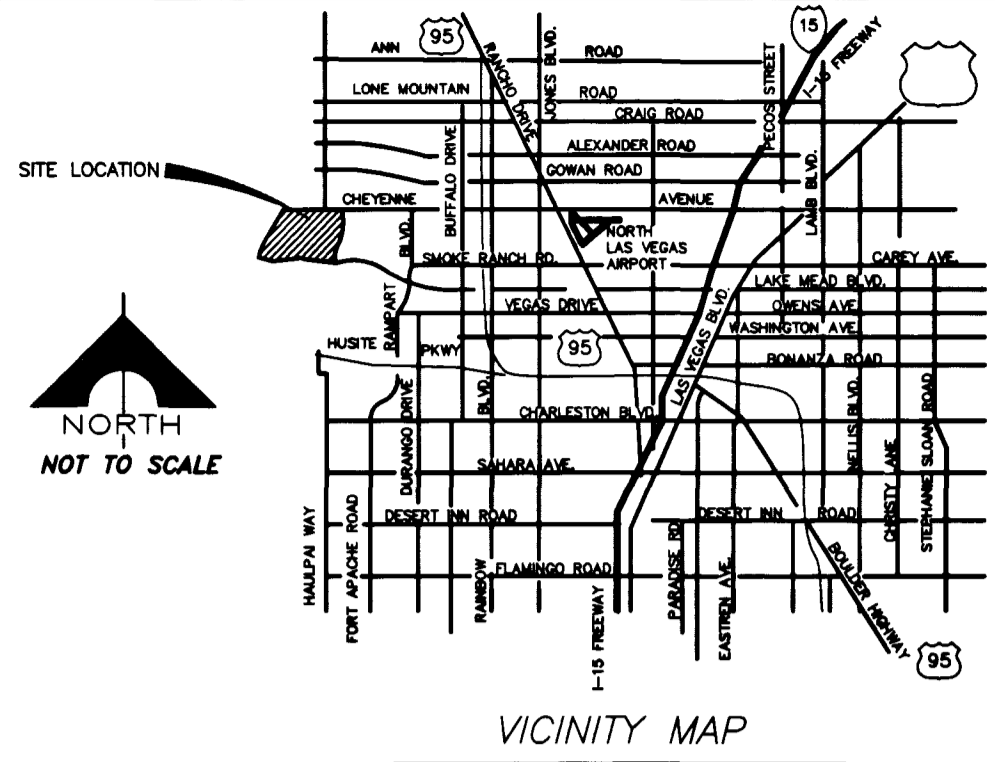 95
15
ANN ROAD
RANCHO DRIVE
JONES BLVD.
PECOS STREET
I-15 FREEWAY
LONE MOUNTAIN ROAD
CRAIG ROAD
BUFFALO DRIVE
ALEXANDER ROAD
GOWAN ROAD
LAMB BLVD.
SITE LOCATION
CHEYENNE AVENUE
NORTH
LAS VEGAS
AIRPORT
RAMPART BLVD.
SMOKE RANCH RD.
CAREY AVE.
LAKE MEAD BLVD.
VEGAS DRIVE
OWENS AVE.
LAS VEGAS BLVD.
WASHINGTON AVE.
HUSITE PKWY
95
BONANZA ROAD
NORTH
NOT TO SCALE
DURANGO DRIVE
RAINBOW BLVD.
CHARLESTON BLVD.
NELLIS BLVD.
CHRISTY LANE
STEPHANIE SLOAN ROAD
SAHARA AVE.
HAULPAI WAY
FORT APACHE ROAD
DESERT INN ROAD
DESERT INN ROAD
PARADISE RD.
EASTREN AVE.
FLAMINGO ROAD
I-15 FREEWAY
BOULDER HIGHWAY
95
VICINITY MAP